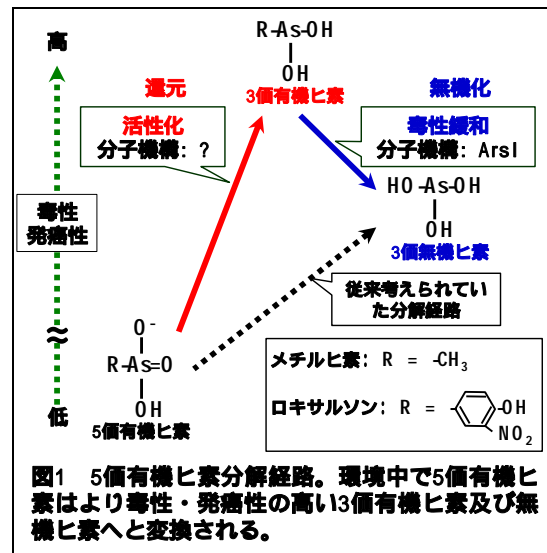 高
R-As-OH
OH
3価有機ヒ素
還元
無機化
活性化
分子機構: ?
毒性緩和
分子機構: ArsI
HO-As-OH
OH
3価無機ヒ素
毒性
発癌性
従来考えられてい
た分解経路
≈
O⁻
R-As=O
OH
5価有機ヒ素
低
メチルヒ素: R = -CH₃
ロキサルソン: R = -OH
NO₂
図1 5価有機ヒ素分解経路。環境中で5価有機ヒ
素はより毒性・発癌性の高い3価有機ヒ素及び無
機ヒ素へと変換される。